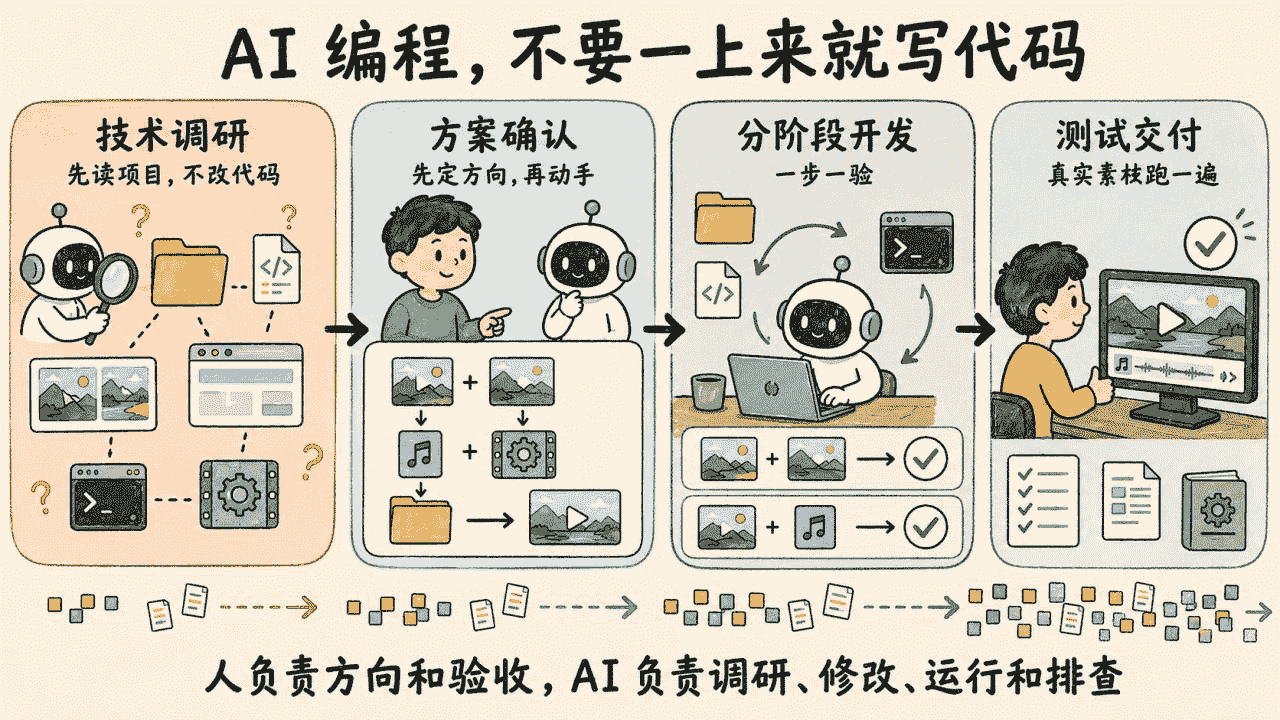 AI 编程，不要一上来就写代码
技术调研
先读项目，不改代码
方案确认
先定方向，再动手
分阶段开发
一步一验
测试交付
真实素枝跑一遍
人负责方向和验收，AI 负责调研、修改、运行和排查